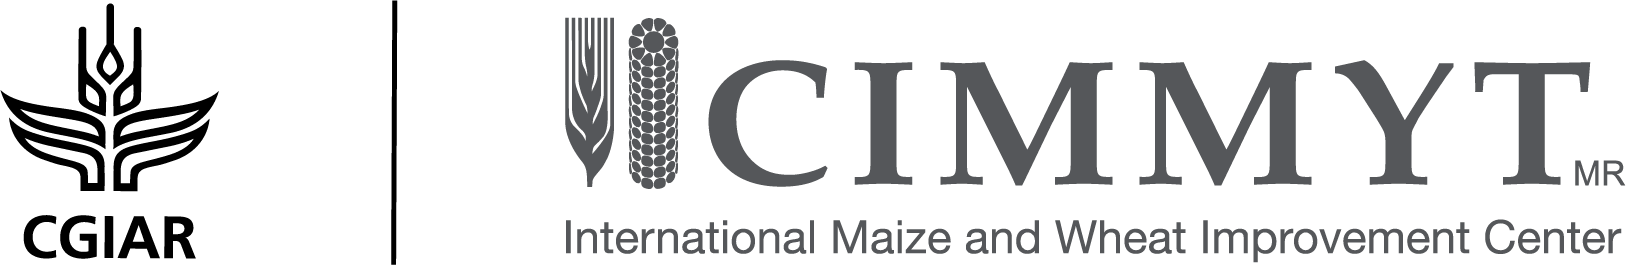 CGIAR
CIMMYT MR
International Maize and Wheat Improvement Center